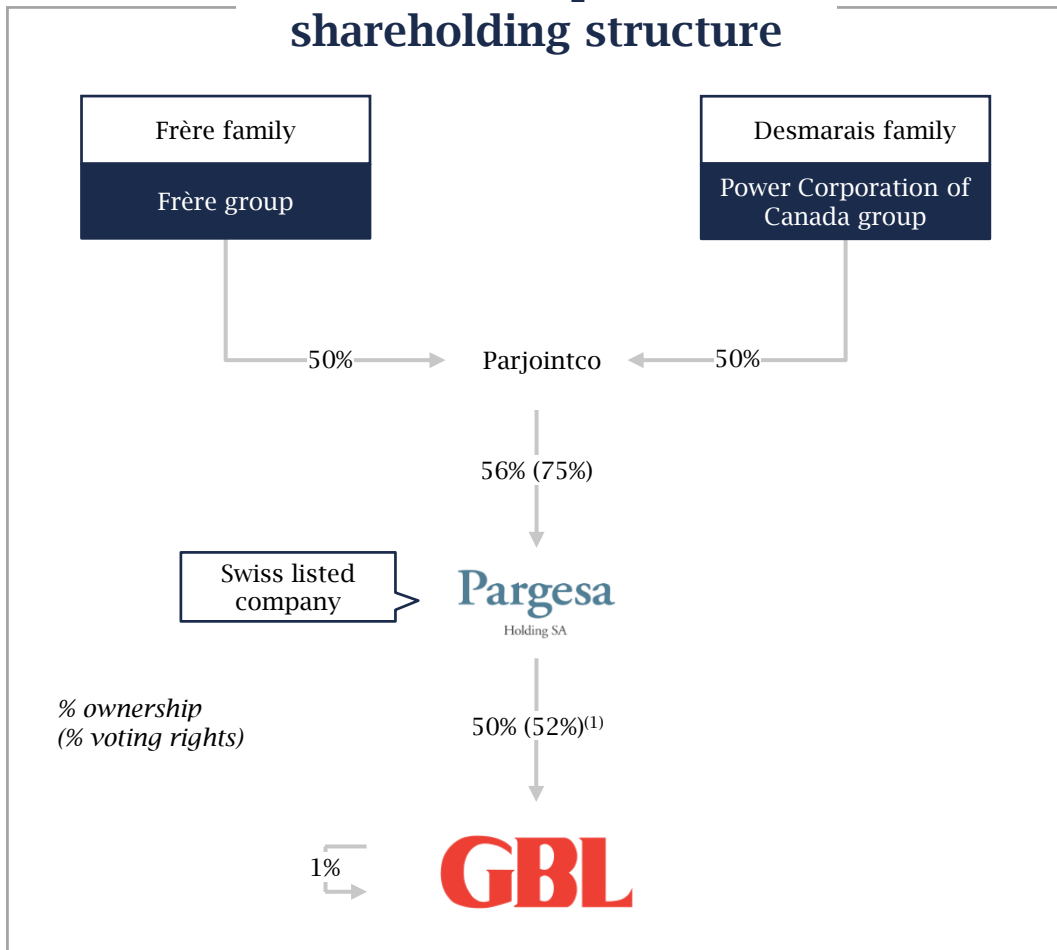 shareholding structure
Frère family
Frère group
Desmarais family
Power Corporation of
Canada group
50%
Parjointco
50%
56% (75%)
Swiss listed
company
Pargesa
Holding SA
% ownership
(% voting rights)
50% (52%)(1)
1%
GBL